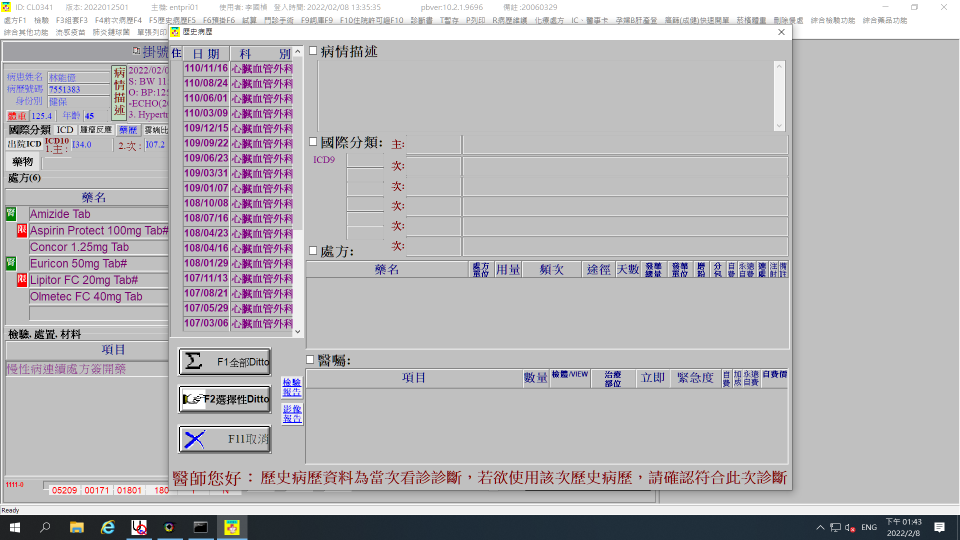 ID: CL0341 版本: 2022012501 主檔: entpri01 使用者: 李國楨 登入時間: 2022/02/08 13:35:35 pbver:10.2.1.9696 備註:20060329
處方F1 檢驗 F3組套F3 F4前次病歷F4 F5歷史病歷F5 F6預掛F6 試算 門診手術 F9詞庫F9 F10住院許可證F10 診斷書 T暫存 P列印 R病歷維護 化療處方 IC、醫事卡 孕婦B肝產登 高篩(成健)快速開單 菸檳體重 刪除餐處 綜合檢驗功能 綜合藥品功能
綜合其他功能 流感疫苗 肺炎鏈球菌 單張列印
歷史病歷
掛號
病患姓名 林能億
病歷號碼 7551383
身份別 健保
體重 125.4 年齡 45
病情描述
2022/02/0
S: BW 11
O: BP:125
-ECHO(20
3. Hypertu
國際分類 ICD 腫瘤反應 藥歷
出院ICD ICD10 1.主: I34.0 2.次: I07.2
藥物
處方(6)
藥名
腎 Amizide Tab
限 Aspirin Protect 100mg Tab#
Concor 1.25mg Tab
腎 Euricon 50mg Tab#
限 Lipitor FC 20mg Tab#
Olmetec FC 40mg Tab
檢驗, 處置, 材料
項目
慢性病連續處方簽開藥
1111-0
05209 00171 01801 180 N
住 日期 科 別
110/11/16 心臟血管外科
110/08/24 心臟血管外科
110/06/01 心臟血管外科
110/03/09 心臟血管外科
109/12/15 心臟血管外科
109/09/22 心臟血管外科
109/06/23 心臟血管外科
109/03/31 心臟血管外科
109/01/07 心臟血管外科
108/10/08 心臟血管外科
108/07/16 心臟血管外科
108/04/23 心臟血管外科
108/04/16 心臟血管外科
108/01/29 心臟血管外科
107/11/13 心臟血管外科
107/08/21 心臟血管外科
107/05/29 心臟血管外科
107/03/06 心臟血管外科
F1全部Ditto
F2選擇性Ditto
F11取消
檢驗報告
影像報告
病情描述
國際分類: 主:
ICD9 次:
次:
次:
次:
次:
處方:
藥名 處方單位 用量 頻次 途徑 天數 發藥總量 發藥單位 磨粉 分包 自費 永遠自費 連處 注射 備註
醫囑:
項目 數量 檢體/VIEW 治療部位 立即 緊急度 自費 加成 永遠自費 自費價
醫師您好：歷史病歷資料為當次看診診斷，若欲使用該次歷史病歷，請確認符合此次診斷
Ready
ENG
下午 01:43
2022/2/8